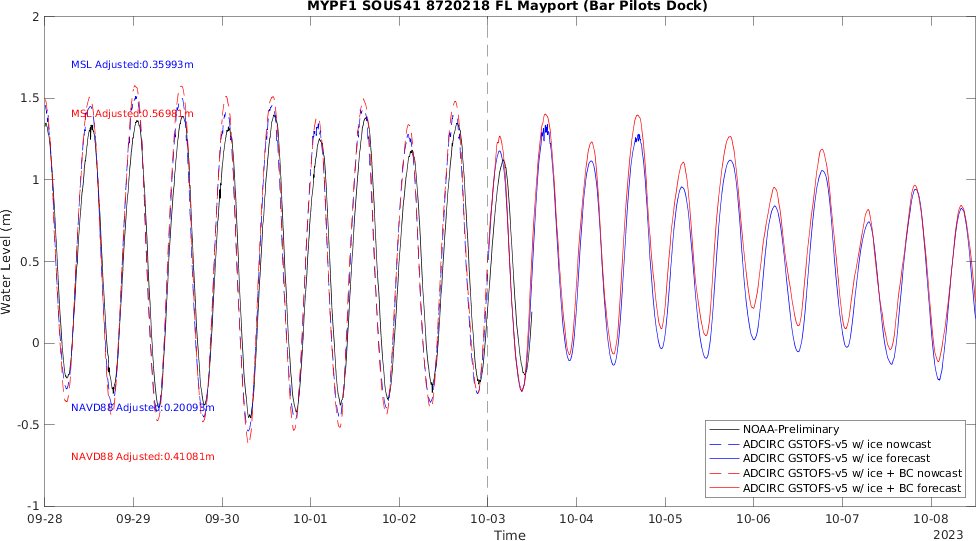 MYPF1 SOUS41 8720218 FL Mayport (Bar Pilots Dock)
2
1.5
1
0.5
0
-0.5
-1
Water Level (m)
MSL Adjusted:0.35993m
MSL Adjusted:0.56981m
NAVD88 Adjusted:0.20093m
NAVD88 Adjusted:0.41081m
NOAA-Preliminary
ADCIRC GSTOFS-v5 w/ ice nowcast
ADCIRC GSTOFS-v5 w/ ice forecast
ADCIRC GSTOFS-v5 w/ ice + BC nowcast
ADCIRC GSTOFS-v5 w/ ice + BC forecast
09-28 09-29 09-30 10-01 10-02 10-03 10-04 10-05 10-06 10-07 10-08
Time
2023